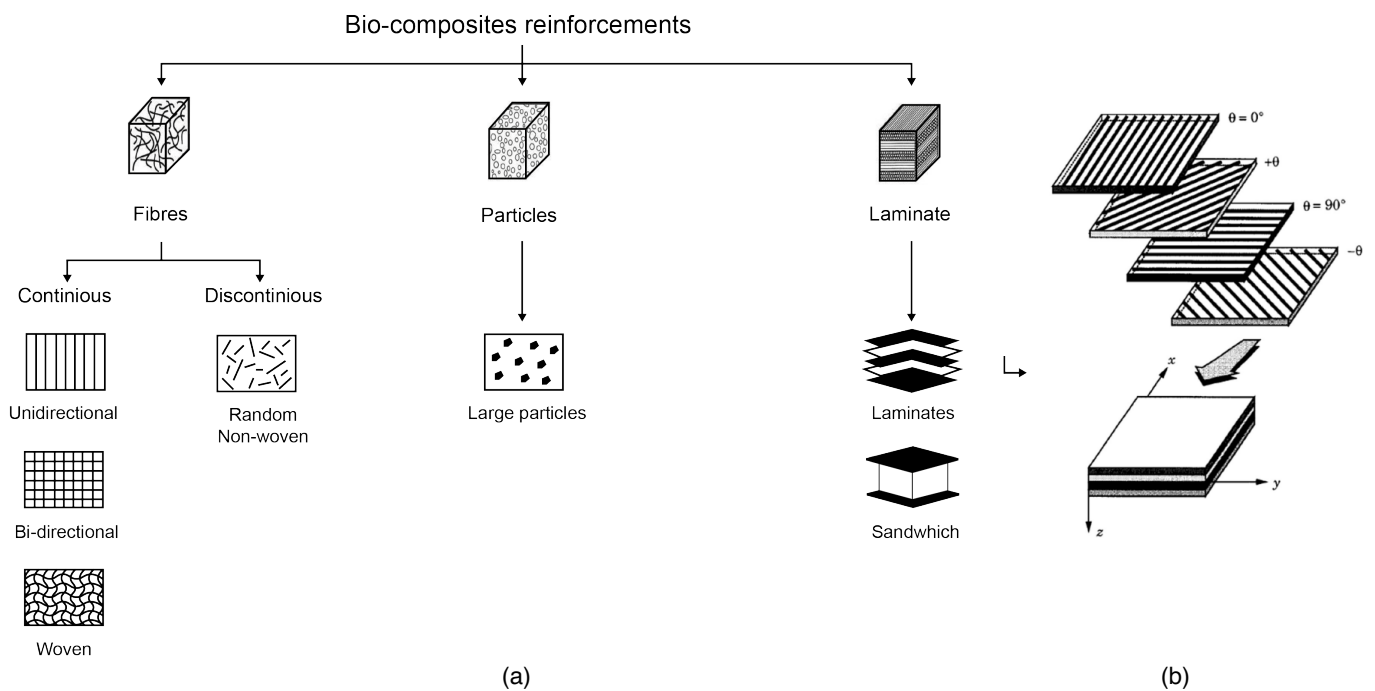 Bio-composites reinforcements
Fibres
Particles
Laminate
Continious
Discontinious
Unidirectional
Random
Non-woven
Bi-directional
Woven
Large particles
Laminates
Sandwhich
(a)
θ = 0°
+θ
θ = 90°
−θ
x
y
z
(b)